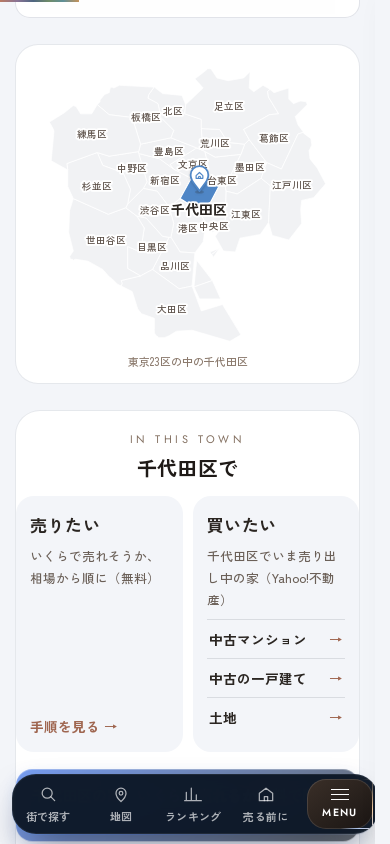 足立区
北区
板橋区
練馬区
葛飾区
荒川区
豊島区
文京区
中野区
墨田区
新宿区
台東区
杉並区
江戸川区
千代田区
渋谷区
江東区
港区
中央区
世田谷区
目黒区
品川区
大田区
東京23区の中の千代田区
IN THIS TOWN
千代田区で
売りたい
いくらで売れそうか、
相場から順に（無料）
手順を見る →
買いたい
千代田区でいま売り出
し中の家（Yahoo!不動
産）
中古マンション →
中古の一戸建て →
土地 →
街で探す
地図
ランキング
売る前に
MENU